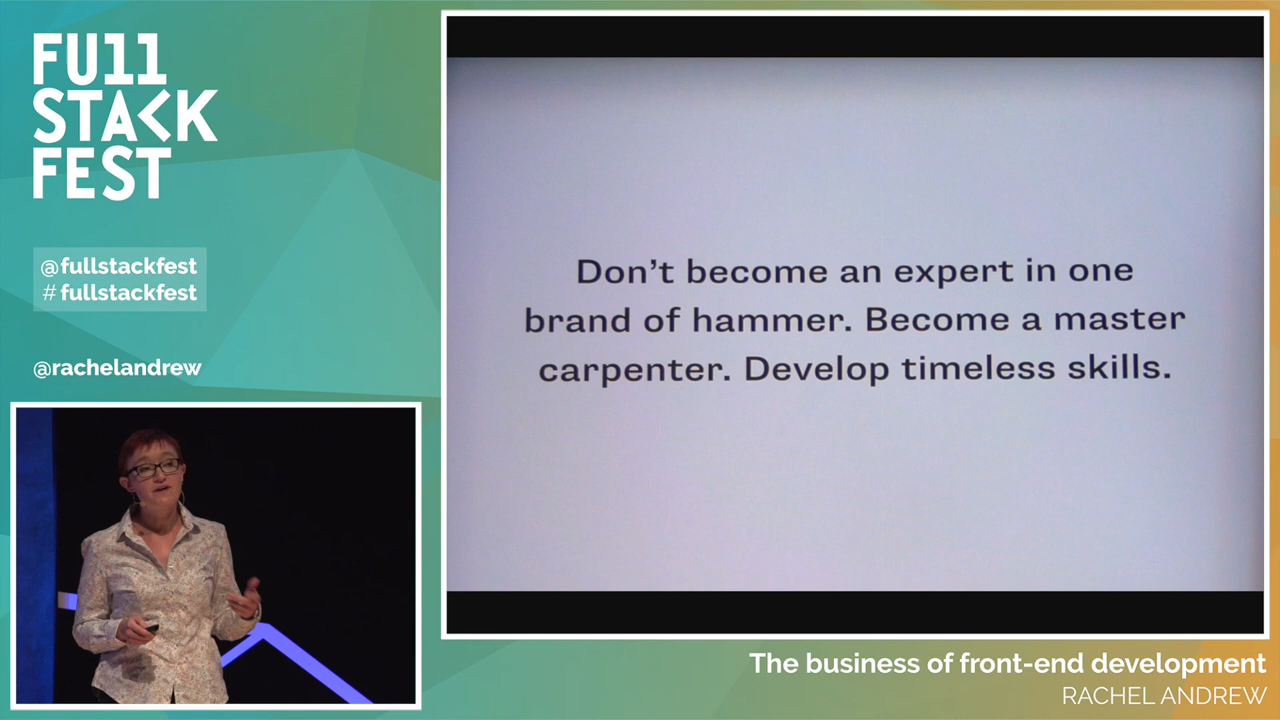 FULL
STACK
FEST
@fullstackfest
# fullstackfest
@rachelandrew
Don’t become an expert in one
brand of hammer. Become a master
carpenter. Develop timeless skills.
The business of front-end development
RACHEL ANDREW